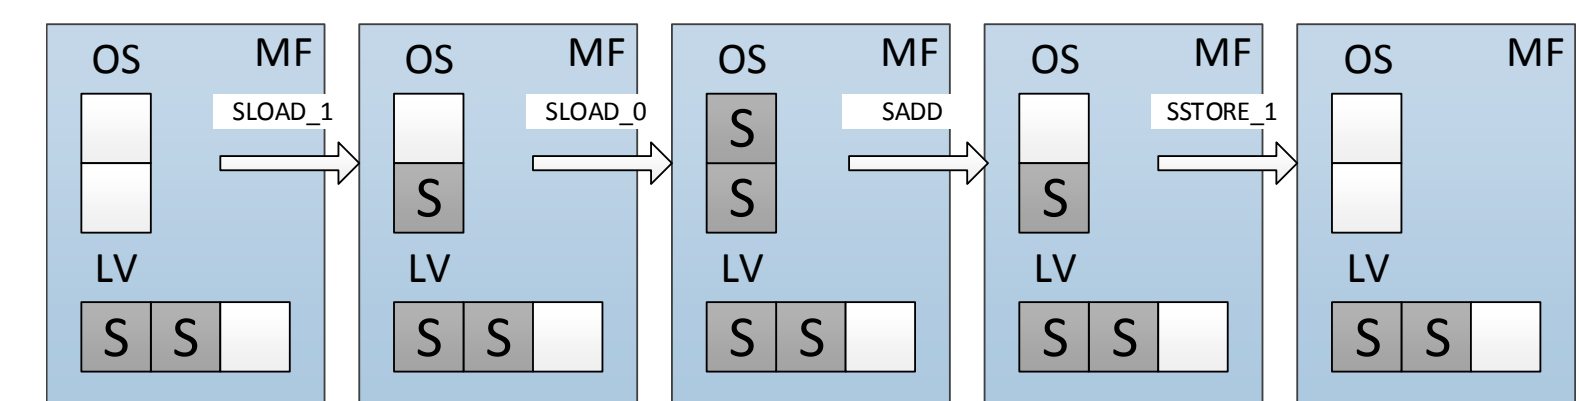 OS MF OS MF OS MF OS MF OS MF
SLOAD_1 SLOAD_0 SADD SSTORE_1
S
S S S
LV LV LV LV LV
S S S S S S S S S S